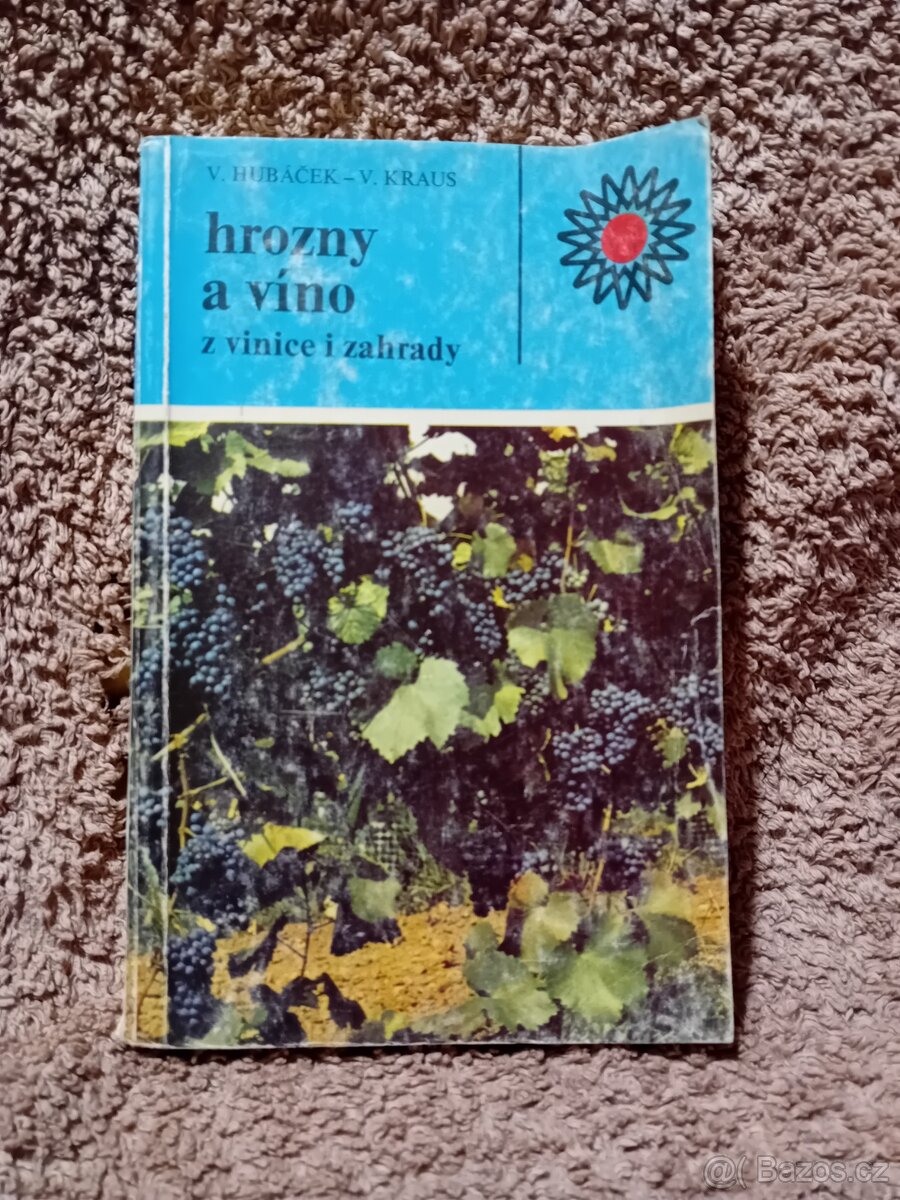 V. HUBÁČEK – V. KRAUS
hrozny
a víno
z vinice i zahrady
@ Bazos.cz